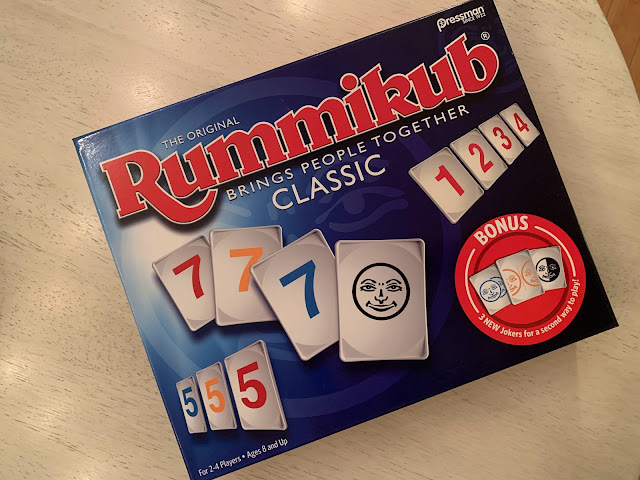 pressman
SINCE 1922
THE ORIGINAL
Rummikub®
BRINGS PEOPLE TOGETHER
CLASSIC
1 2 3 4
7 7 7
BONUS
3 NEW Jokers for a second way to play!
5 5 5
For 2-4 Players • Ages 8 and Up